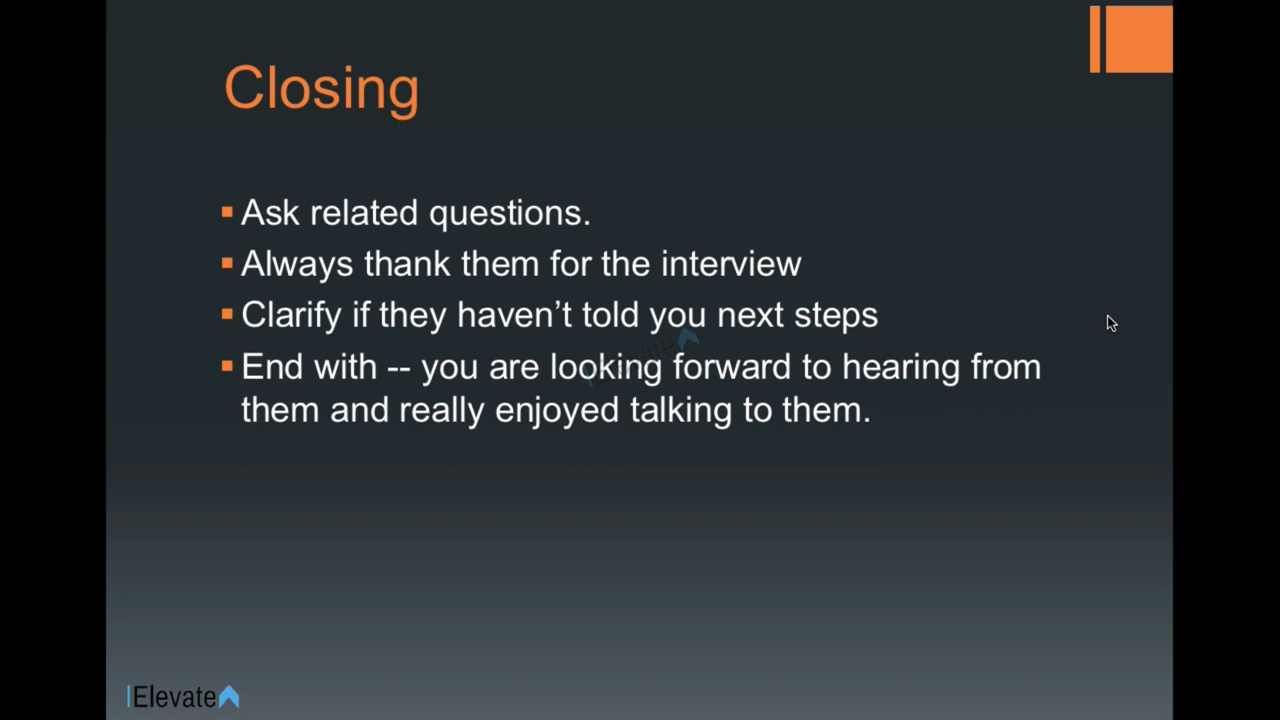 Closing
Ask related questions.
Always thank them for the interview
Clarify if they haven’t told you next steps
End with -- you are looking forward to hearing from
them and really enjoyed talking to them.
Elevate